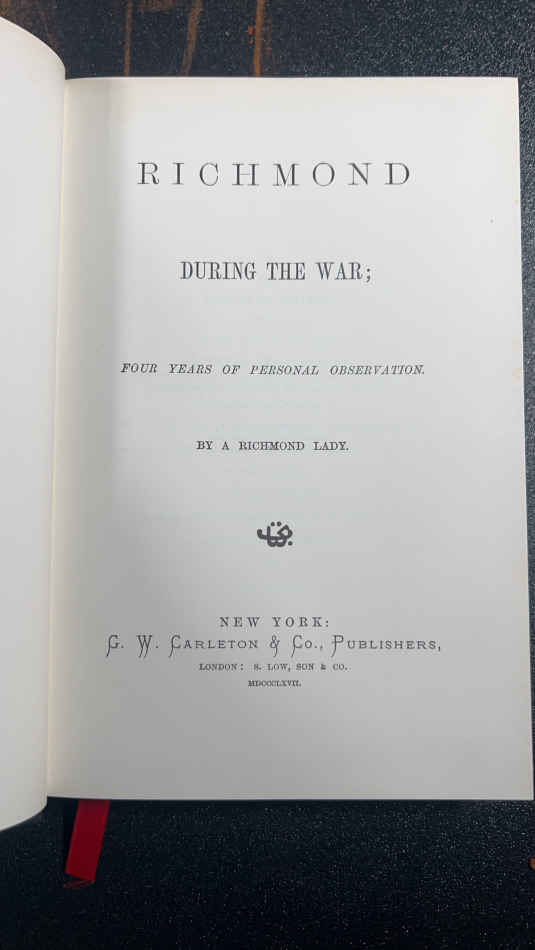 RICHMOND
DURING THE WAR;
FOUR YEARS OF PERSONAL OBSERVATION.
BY A RICHMOND LADY.
NEW YORK:
G. W. CARLETON & CO., PUBLISHERS,
LONDON: S. LOW, SON & CO.
MDCCCLXVII.